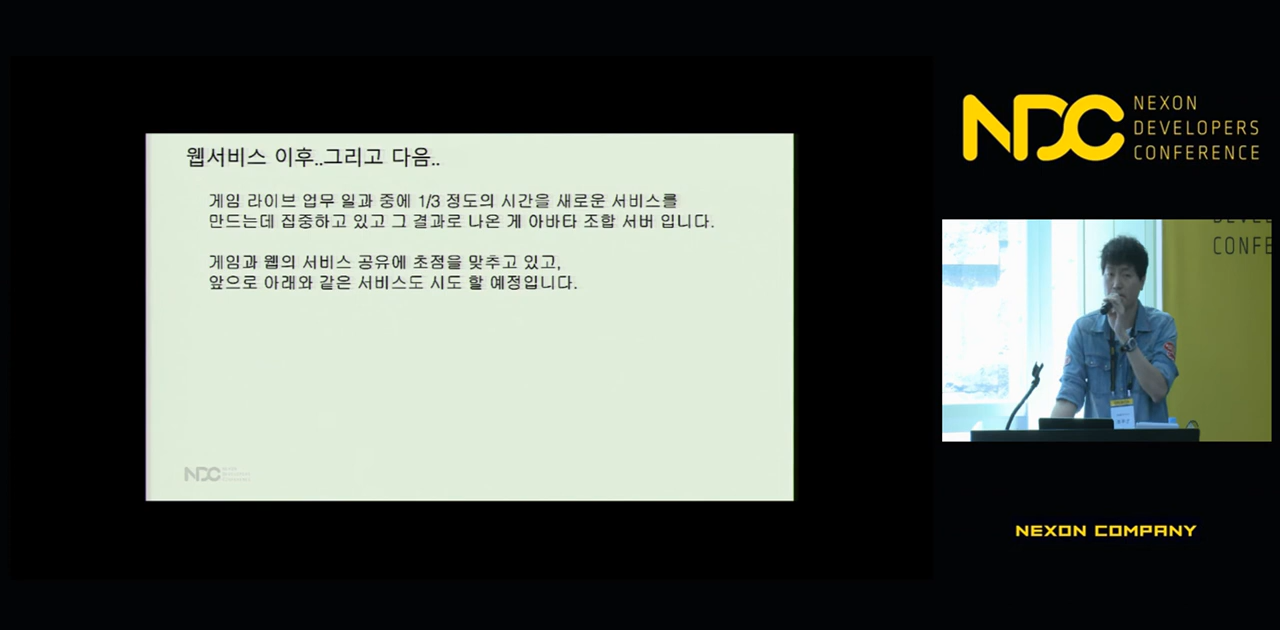 웹서비스 이후..그리고 다음..
게임 라이브 업무 일과 중에 1/3 정도의 시간을 새로운 서비스를
만드는데 집중하고 있고 그 결과로 나온 게 아바타 조합 서버 입니다.
게임과 웹의 서비스 공유에 초점을 맞추고 있고,
앞으로 아래와 같은 서비스도 시도 할 예정입니다.
NDC
NDC
NEXON
DEVELOPERS
CONFERENCE
CONFE
NEXON COMPANY